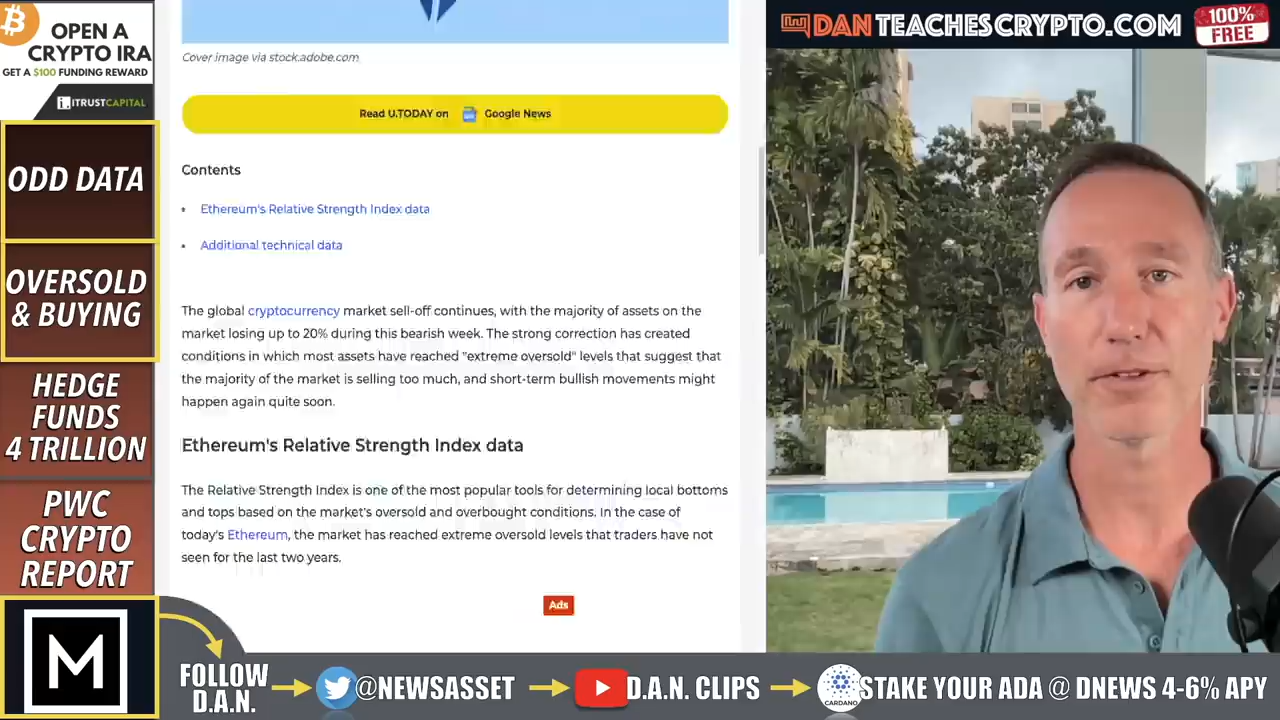 OPEN A
CRYPTO IRA
GET A $100 FUNDING REWARD
ITRUSTCAPITAL
ODD DATA
OVERSOLD
& BUYING
HEDGE
FUNDS
4 TRILLION
PWC
CRYPTO
REPORT
M
Cover image via stock.adobe.com
Read U.TODAY on Google News
Contents
Ethereum's Relative Strength Index data
Additional technical data
The global cryptocurrency market sell-off continues, with the majority of assets on the
market losing up to 20% during this bearish week. The strong correction has created
conditions in which most assets have reached "extreme oversold" levels that suggest that
the majority of the market is selling too much, and short-term bullish movements might
happen again quite soon.
Ethereum's Relative Strength Index data
The Relative Strength Index is one of the most popular tools for determining local bottoms
and tops based on the market's oversold and overbought conditions. In the case of
today's Ethereum, the market has reached extreme oversold levels that traders have not
seen for the last two years.
Ads
DANTEACHESCRYPTO.COM
100%
FREE
FOLLOW
D.A.N.
@NEWSASSET
D.A.N. CLIPS
CARDANO
STAKE YOUR ADA @ DNEWS 4-6% APY